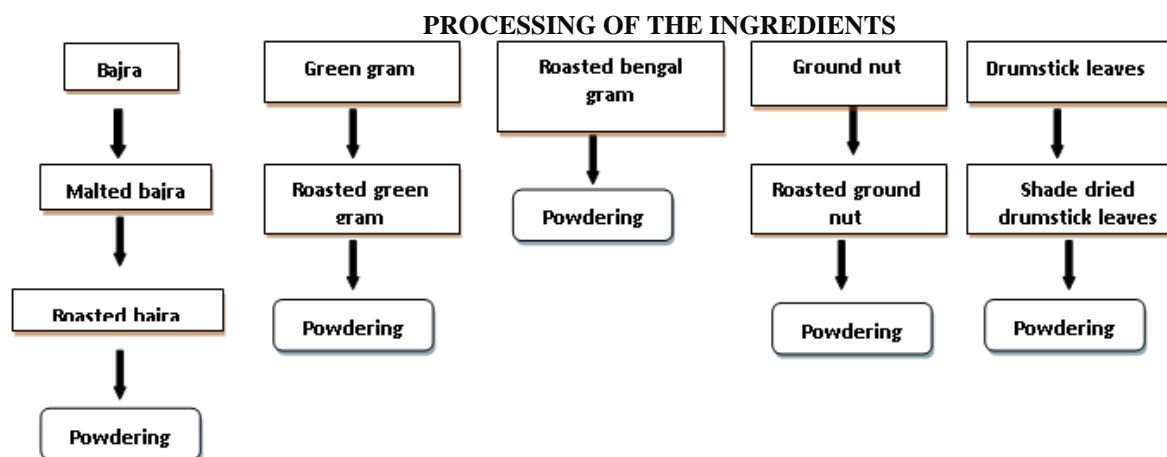 PROCESSING OF THE INGREDIENTS
Bajra
Malted bajra
Roasted bajra
Powdering
Green gram
Roasted green
gram
Powdering
Roasted bengal
gram
Powdering
Ground nut
Roasted ground
nut
Powdering
Drumstick leaves
Shade dried
drumstick leaves
Powdering